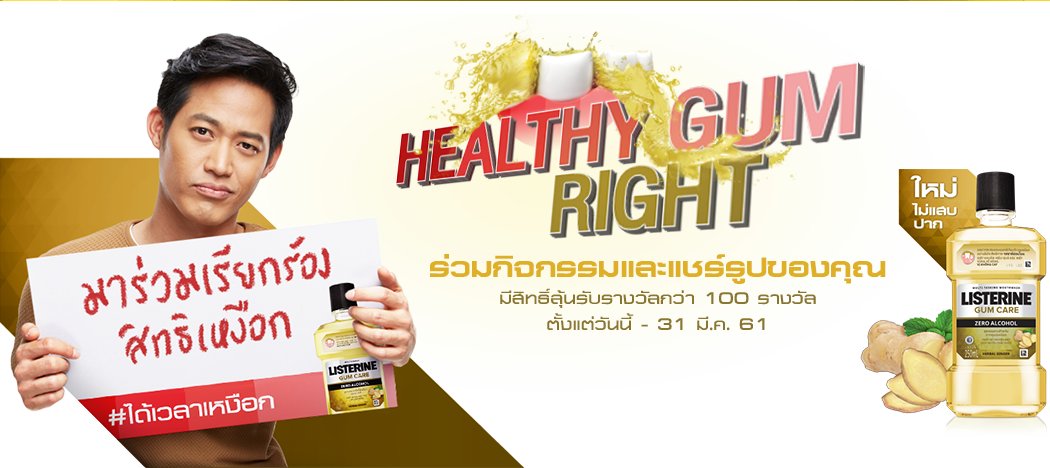 HEALTHY GUM
RIGHT
มาร่วมเรียกร้อง
สิทธิเหงือก
#ได้เวลาเหงือก
LISTERINE
GUM CARE
ZERO ALCOHOL
ร่วมกิจกรรมและแชร์รูปของคุณ
มีสิทธิ์ลุ้นรับรางวัลกว่า 100 รางวัล
ตั้งแต่วันนี้ - 31 มี.ค. 61
ใหม่
ไม่แสบ
ปาก
LISTERINE
GUM CARE
ZERO ALCOHOL